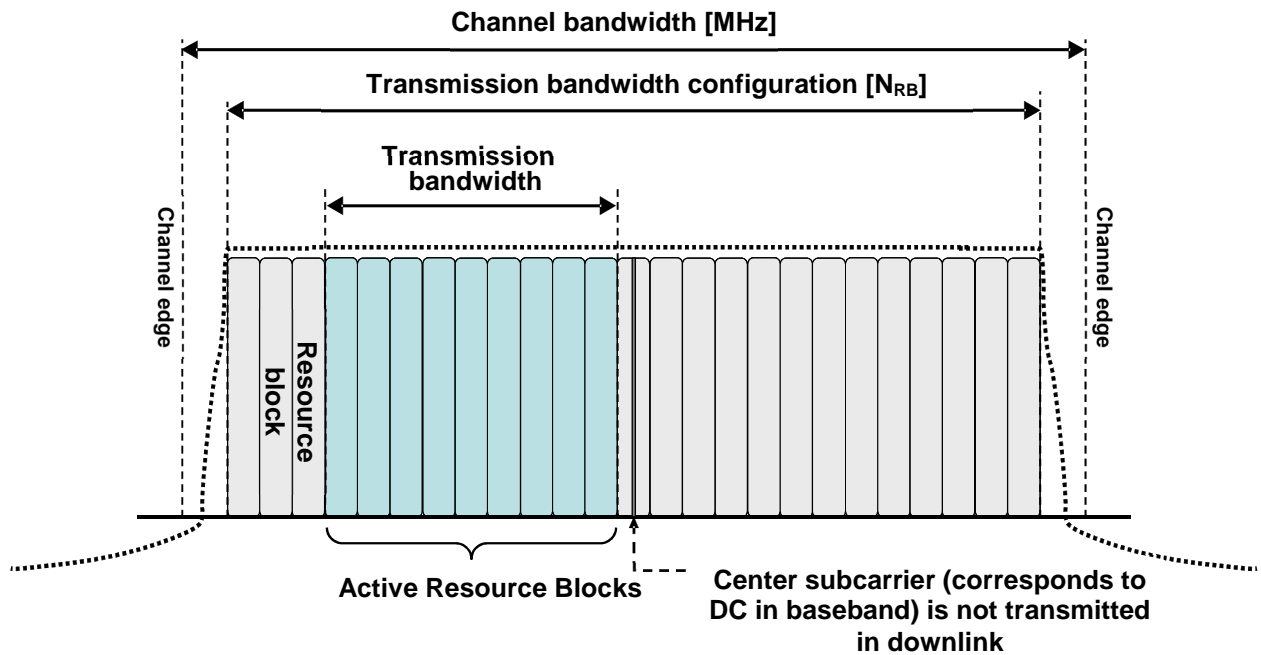 Channel bandwidth [MHz]
Transmission bandwidth configuration [NRB]
Transmission
bandwidth
Channel edge
Channel edge
Resource
block
Active Resource Blocks
Center subcarrier (corresponds to
DC in baseband) is not transmitted
in downlink